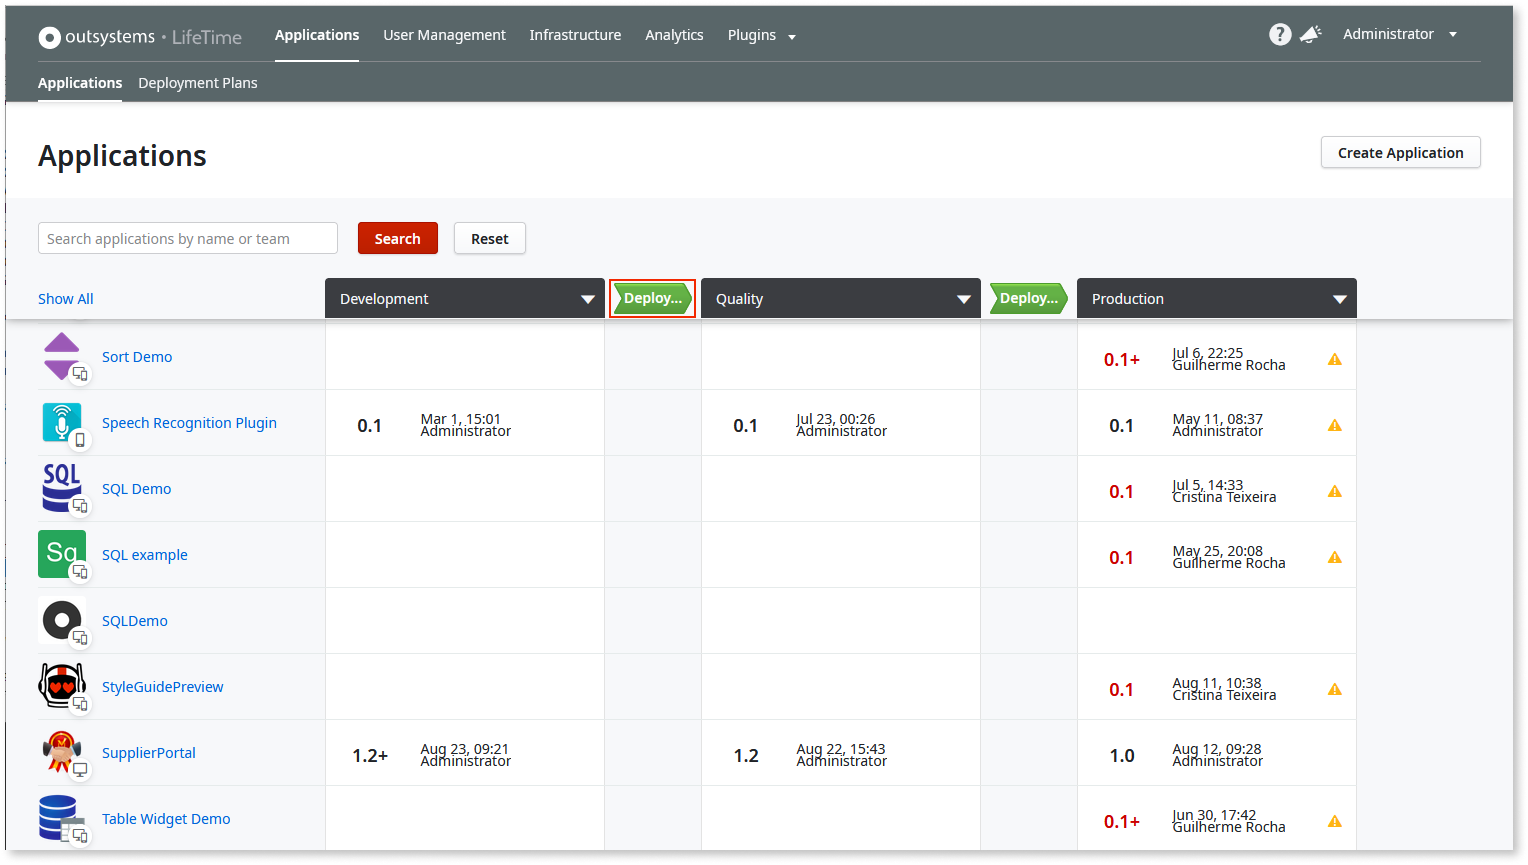 outsystems · LifeTime Applications User Management Infrastructure Analytics Plugins ? Administrator
Applications Deployment Plans
Applications
Create Application
Search applications by name or team Search Reset
Show All Development Deploy... Quality Deploy... Production
Sort Demo 0.1+ Jul 6, 22:25
Guilherme Rocha
Speech Recognition Plugin 0.1 Mar 1, 15:01 0.1 Jul 23, 00:26 0.1 May 11, 08:37
Administrator Administrator Administrator
SQL
SQL Demo 0.1 Jul 5, 14:33
Cristina Teixeira
Sq SQL example 0.1 May 25, 20:08
Guilherme Rocha
SQLDemo
StyleGuidePreview 0.1 Aug 11, 10:38
Cristina Teixeira
SupplierPortal 1.2+ Aug 23, 09:21 1.2 Aug 22, 15:43 1.0 Aug 12, 09:28
Administrator Administrator Administrator
Table Widget Demo 0.1+ Jun 30, 17:42
Guilherme Rocha